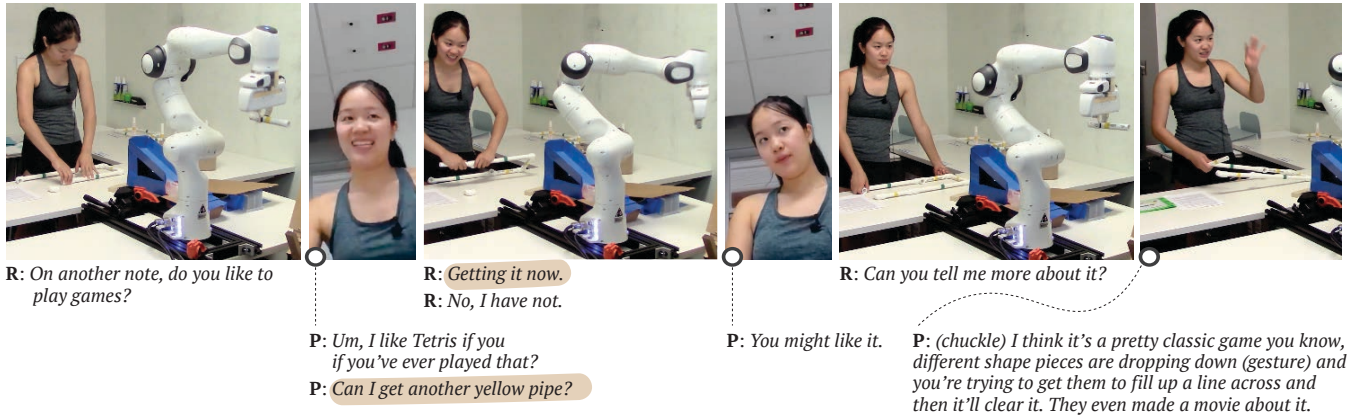 R: On another note, do you like to
play games?
P: Um, I like Tetris if you
if you've ever played that?
P: Can I get another yellow pipe?
R: Getting it now.
R: No, I have not.
P: You might like it.
R: Can you tell me more about it?
P: (chuckle) I think it's a pretty classic game you know,
different shape pieces are dropping down (gesture) and
you're trying to get them to fill up a line across and
then it'll clear it. They even made a movie about it.